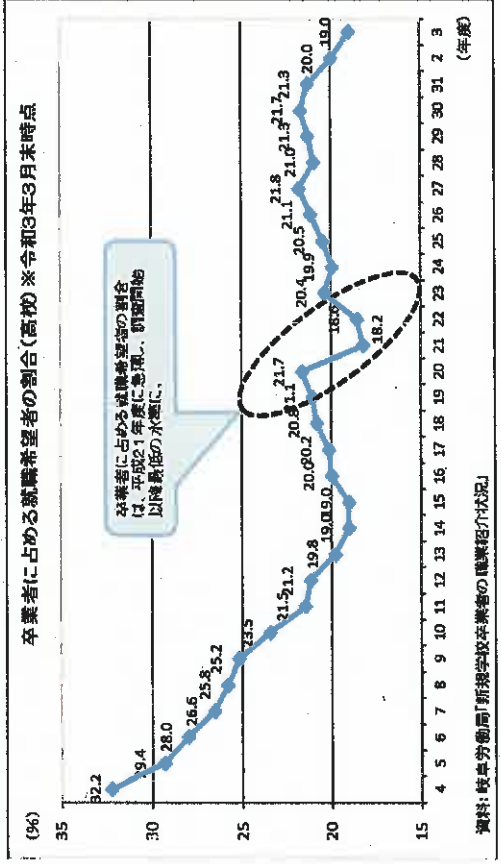 卒業者に占める就職希望者の割合(高校)※令和3年3月末時点
(%)
35
30
25
20
15
卒業者に占める就職希望者の割合
は、平成21年度に急減し、調査開始
以降最低の水準に。
32.2 29.4 28.0 26.6 25.8 25.2 23.5 21.5 21.2 19.8 19.0 19.0 20.0 20.2 20.8 21.1 21.7 18.2 18.6 20.4 19.9 20.5 21.1 21.8 21.0 21.3 21.7 21.3 20.0 19.0
4 5 6 7 8 9 10 11 12 13 14 15 16 17 18 19 20 21 22 23 24 25 26 27 28 29 30 31 2 3
(年度)
資料:岐阜労働局「新規学校卒業者の職業紹介状況」